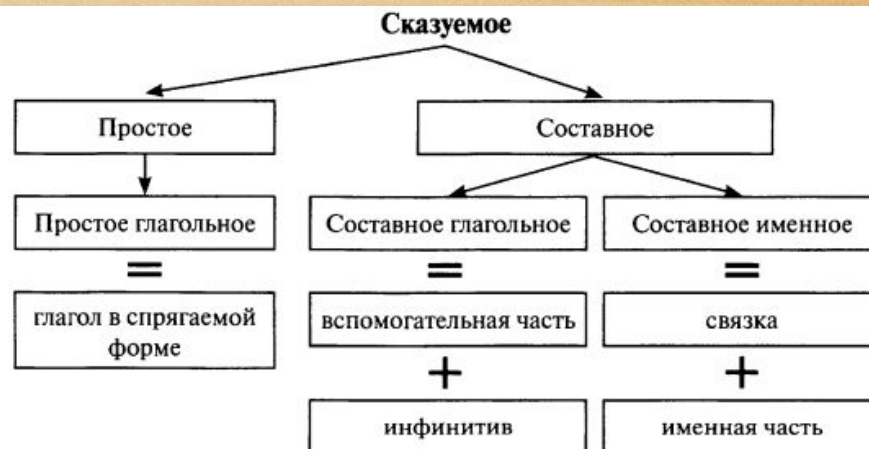 Сказуемое
Простое
Составное
Простое глагольное
Составное глагольное
Составное именное
=
=
=
глагол в спрягаемой
форме
вспомогательная часть
связка
+
+
инфинитив
именная часть